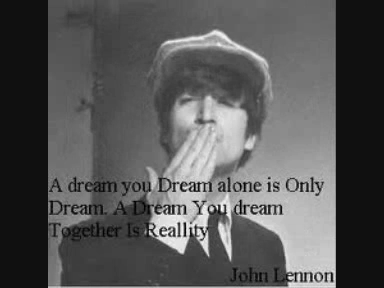 A dream you Dream alone is Only
Dream. A Dream You dream
Together Is Reallity
John Lennon